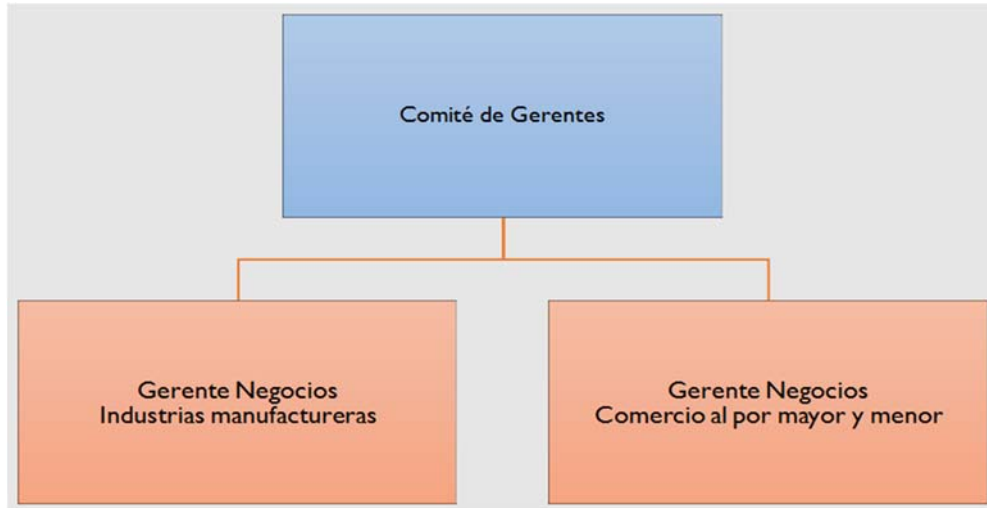 Comité de Gerentes
Gerente Negocios
Industrias manufactureras
Gerente Negocios
Comercio al por mayor y menor